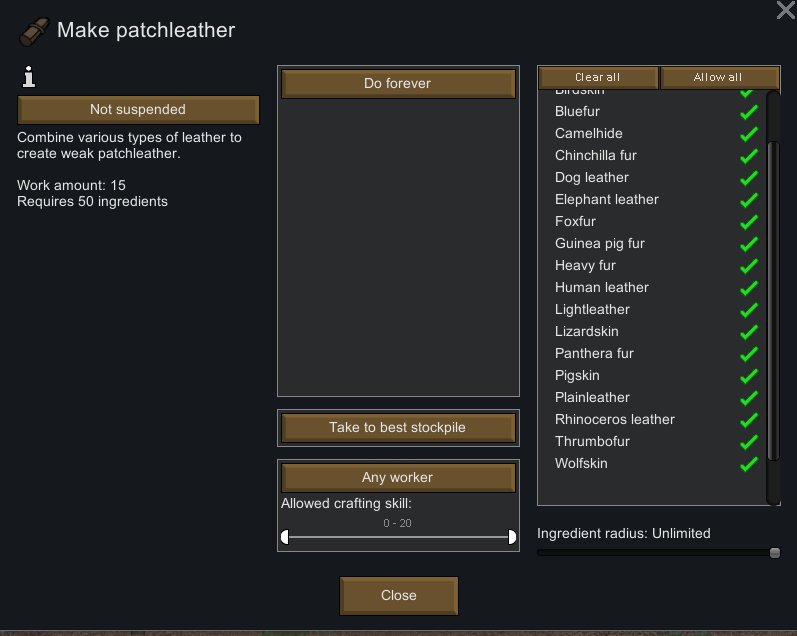 Make patchleather
Not suspended
Combine various types of leather to
create weak patchleather.
Work amount: 15
Requires 50 ingredients
Do forever
Take to best stockpile
Any worker
Allowed crafting skill:
0 - 20
Clear all
Allow all
Birdskin
Bluefur
Camelhide
Chinchilla fur
Dog leather
Elephant leather
Foxfur
Guinea pig fur
Heavy fur
Human leather
Lightleather
Lizardskin
Panthera fur
Pigskin
Plainleather
Rhinoceros leather
Thrumbofur
Wolfskin
Ingredient radius: Unlimited
Close